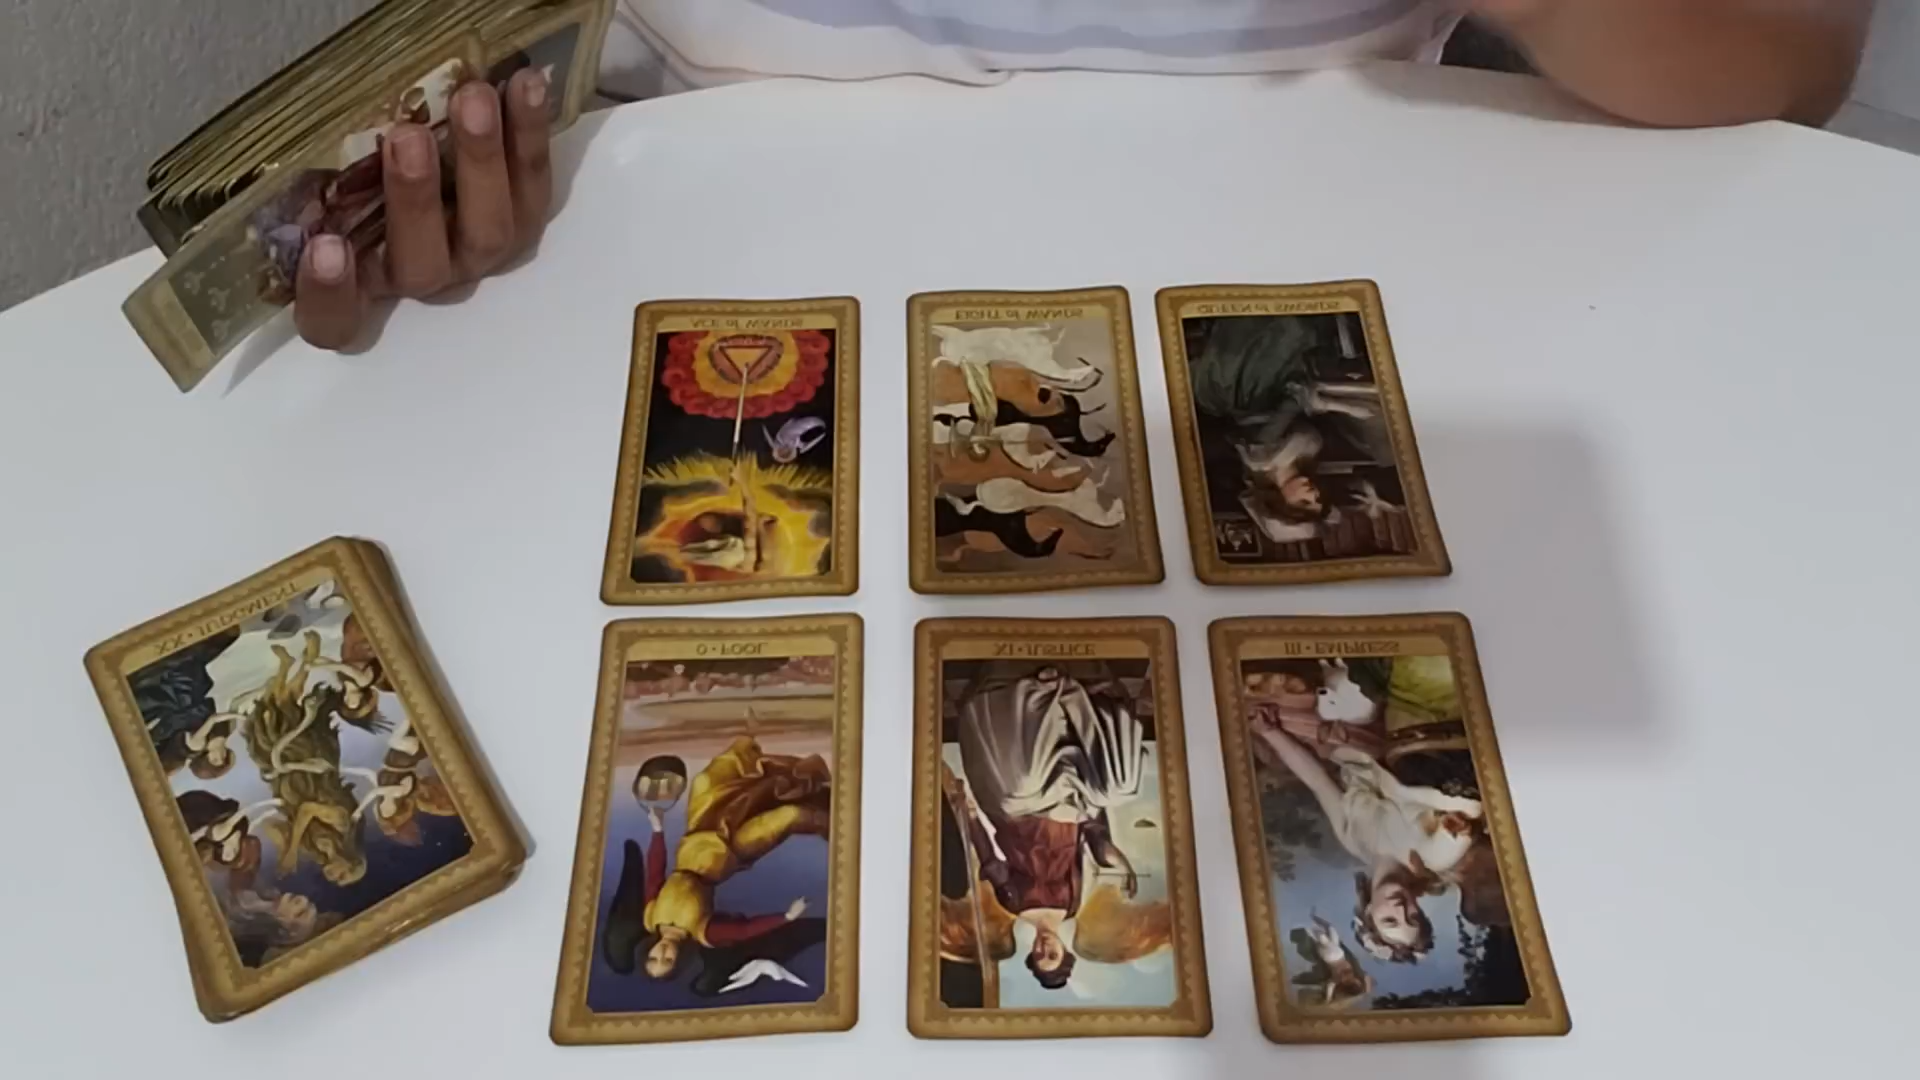 ACE of WANDS
EIGHT of WANDS
QUEEN of SWORDS
XX • JUDGMENT
0 • FOOL
XI • JUSTICE
III • EMPRESS